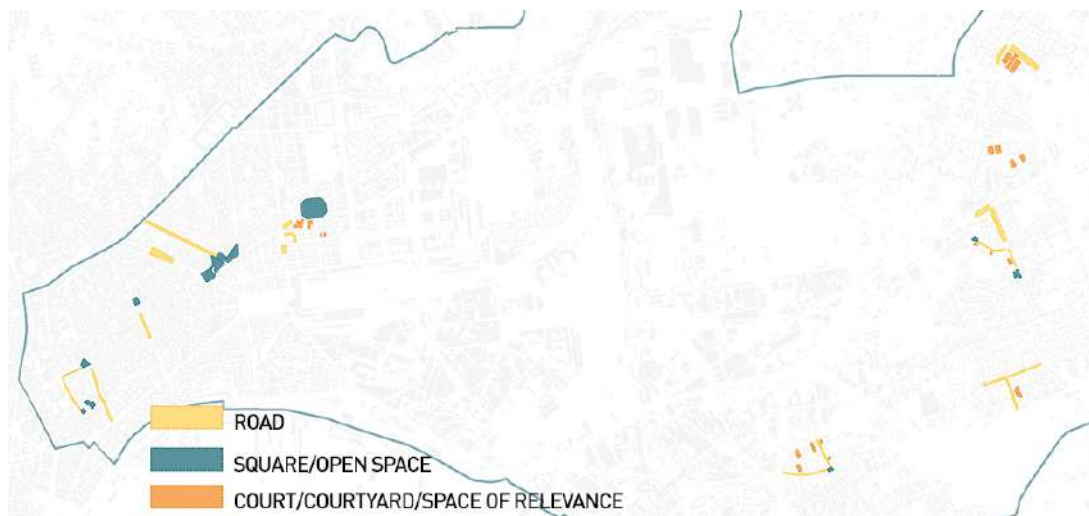 ROAD
SQUARE/OPEN SPACE
COURT/COURTYARD/SPACE OF RELEVANCE